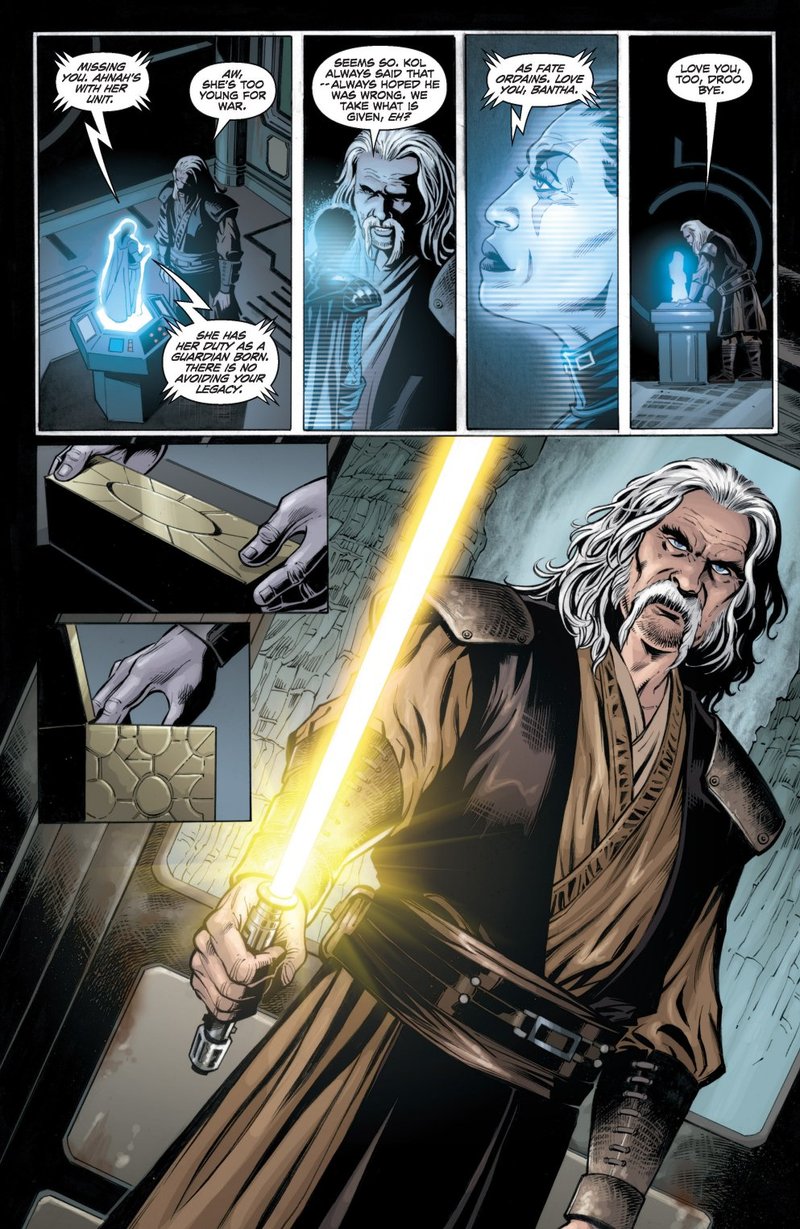 MISSING
YOU. AHNAH'S
WITH HER
UNIT.
AW,
SHE'S TOO
YOUNG FOR
WAR.
SHE HAS
HER DUTY AS A
GUARDIAN BORN.
THERE IS NO
AVOIDING YOUR
LEGACY.
SEEMS SO. KOL
ALWAYS SAID THAT
-- ALWAYS HOPED HE
WAS WRONG. WE
TAKE WHAT IS
GIVEN, EH?
AS FATE
ORDAINS. LOVE
YOU, BANTHA.
LOVE YOU,
TOO, DROO.
BYE.